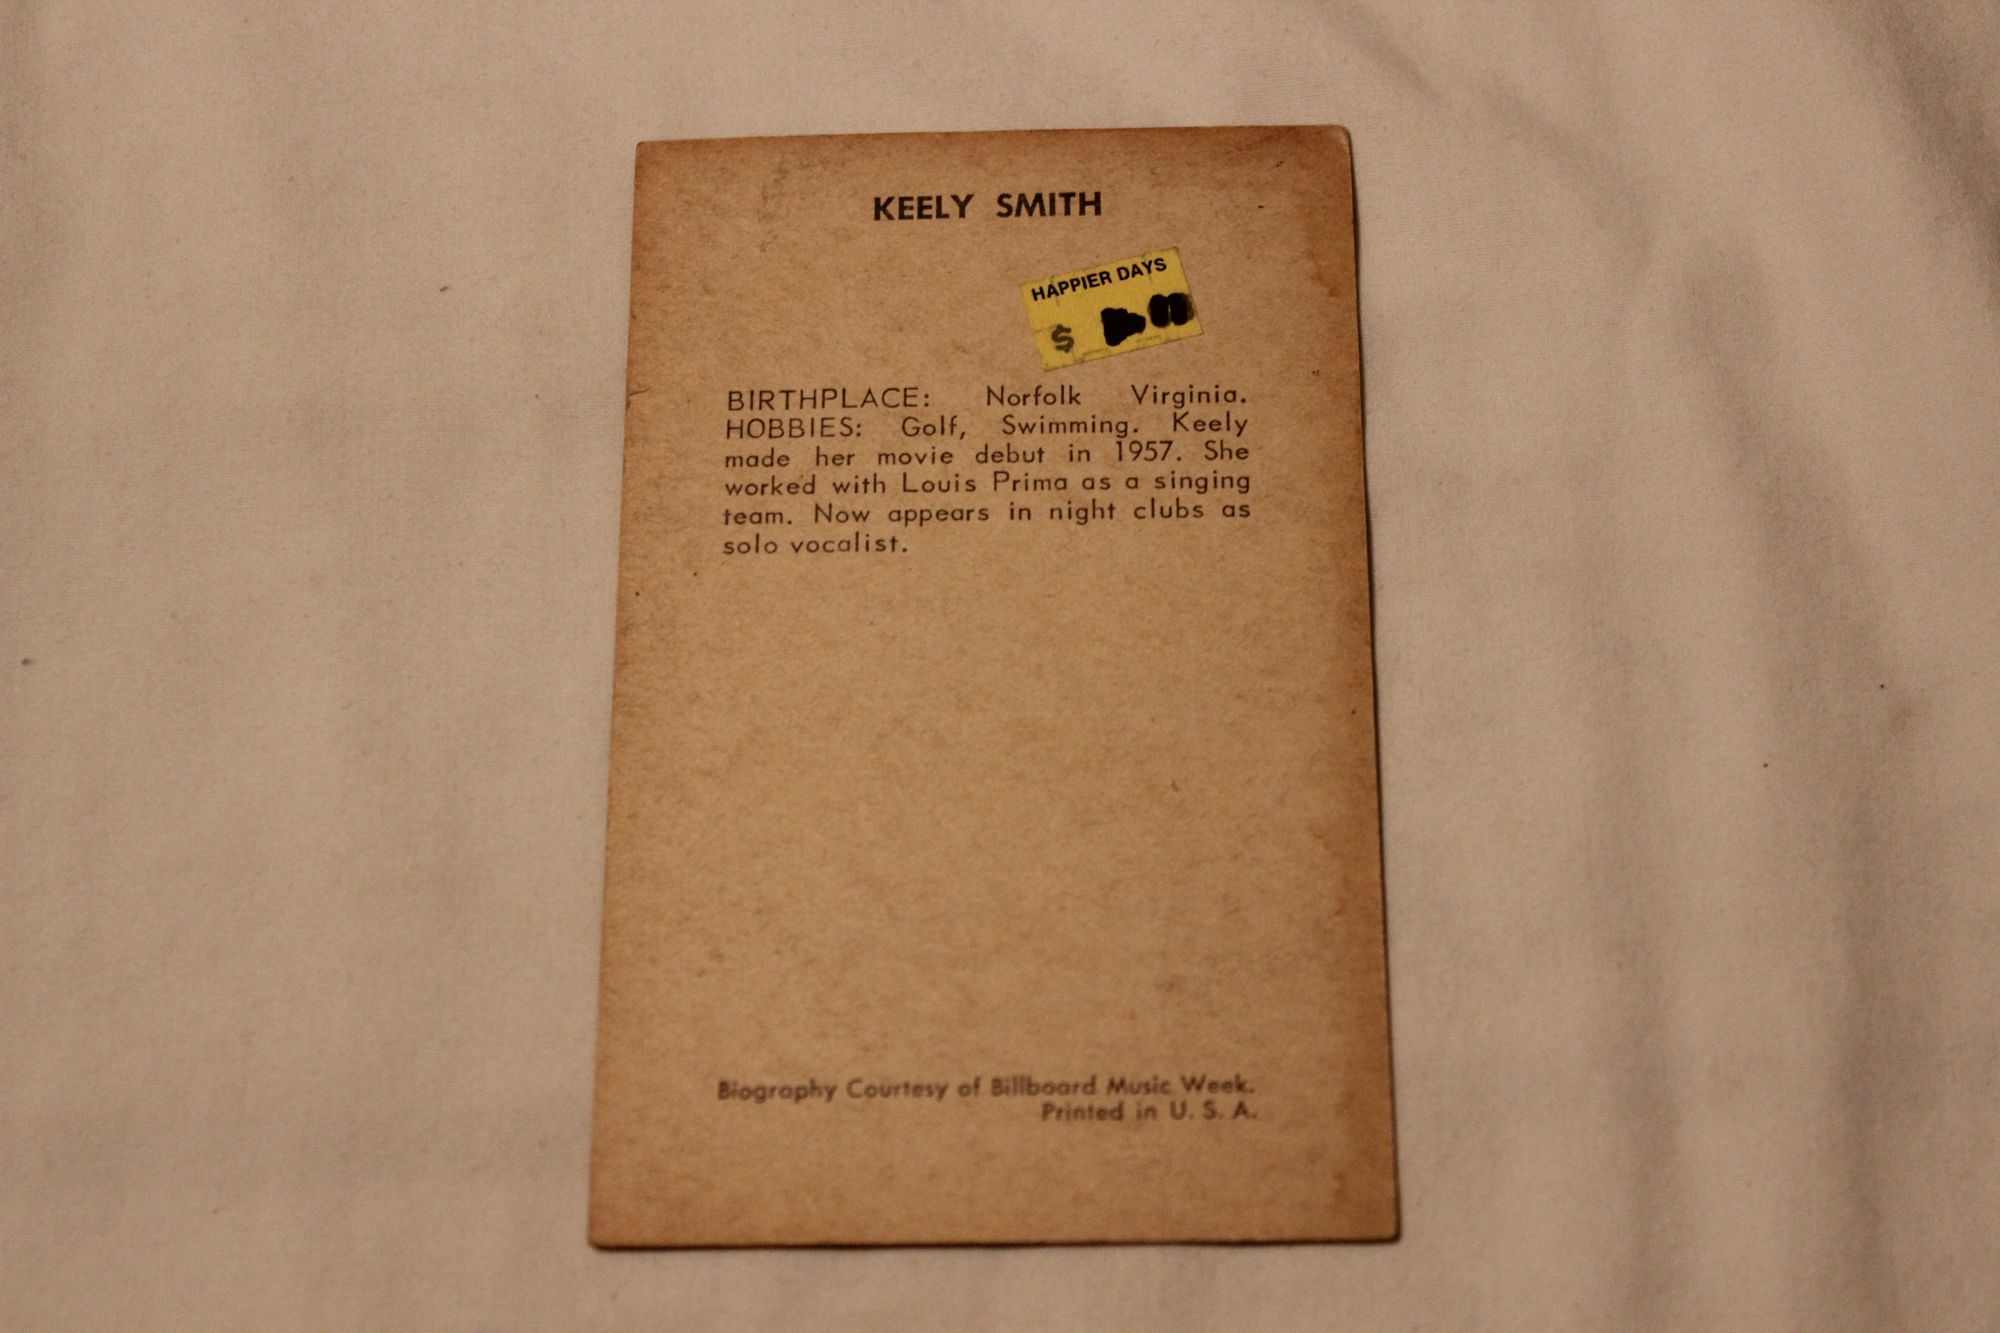 KEELY SMITH
HAPPIER DAYS
$
BIRTHPLACE: Norfolk Virginia.
HOBBIES: Golf, Swimming. Keely
made her movie debut in 1957. She
worked with Louis Prima as a singing
team. Now appears in night clubs as
solo vocalist.
Biography Courtesy of Billboard Music Week.
Printed in U. S. A.